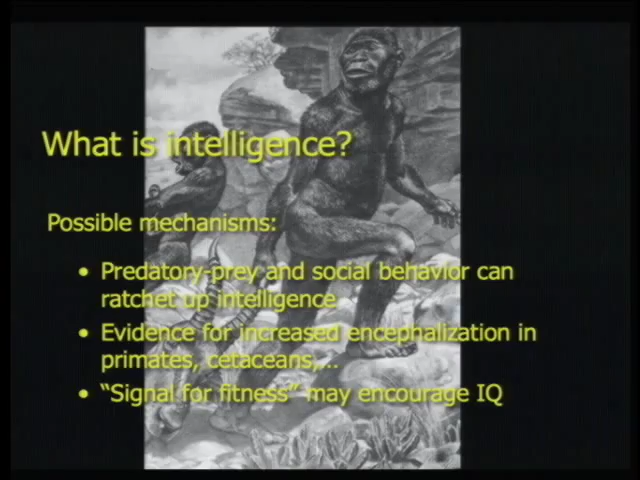 What is intelligence?
Possible mechanisms:
• Predatory-prey and social behavior can
ratchet up intelligence
• Evidence for increased encephalization in
primates, cetaceans,…
• “Signal for fitness” may encourage IQ